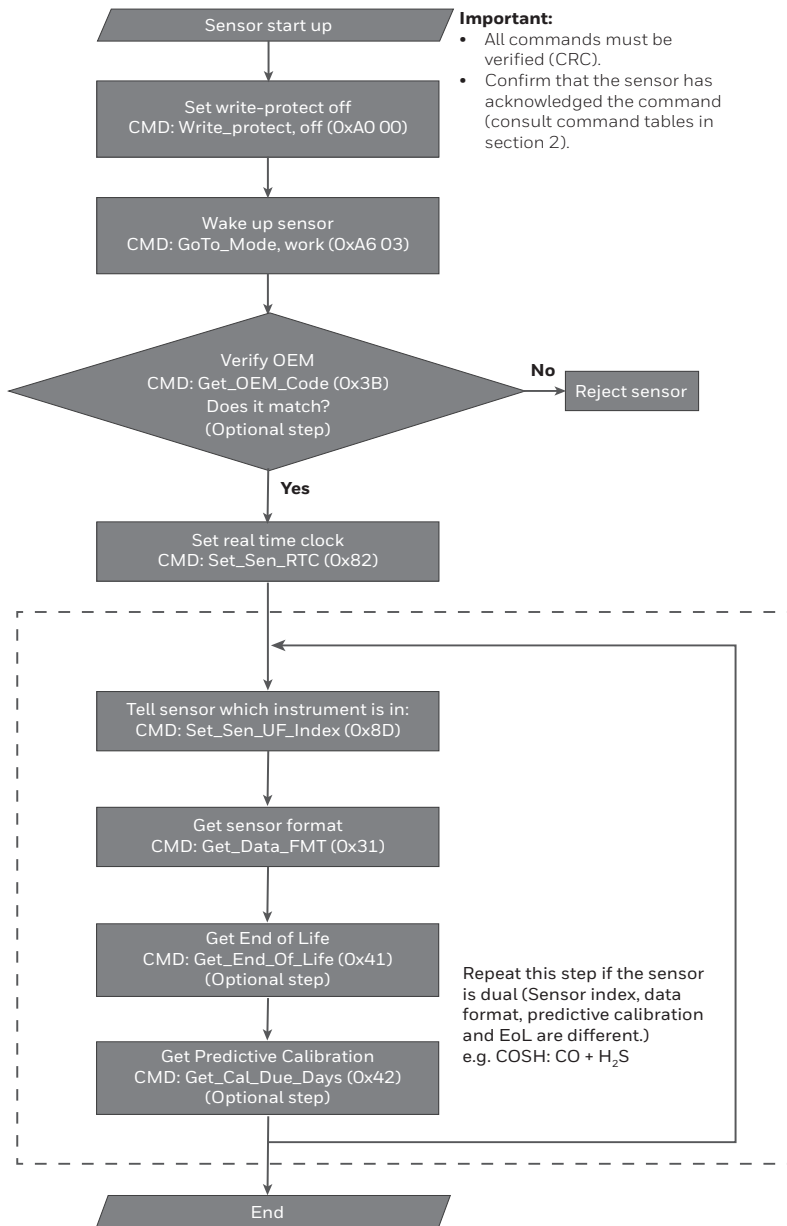 Sensor start up
Important:
• All commands must be
verified (CRC).
• Confirm that the sensor has
acknowledged the command
(consult command tables in
section 2).
Set write-protect off
CMD: Write_protect, off (0xA0 00)
Wake up sensor
CMD: GoTo_Mode, work (0xA6 03)
Verify OEM
CMD: Get_OEM_Code (0x3B)
Does it match?
(Optional step)
No
Reject sensor
Yes
Set real time clock
CMD: Set_Sen_RTC (0x82)
Tell sensor which instrument is in:
CMD: Set_Sen_UF_Index (0x8D)
Get sensor format
CMD: Get_Data_FMT (0x31)
Get End of Life
CMD: Get_End_Of_Life (0x41)
(Optional step)
Repeat this step if the sensor
is dual (Sensor index, data
format, predictive calibration
and EoL are different.)
e.g. COSH: CO + H₂S
Get Predictive Calibration
CMD: Get_Cal_Due_Days (0x42)
(Optional step)
End